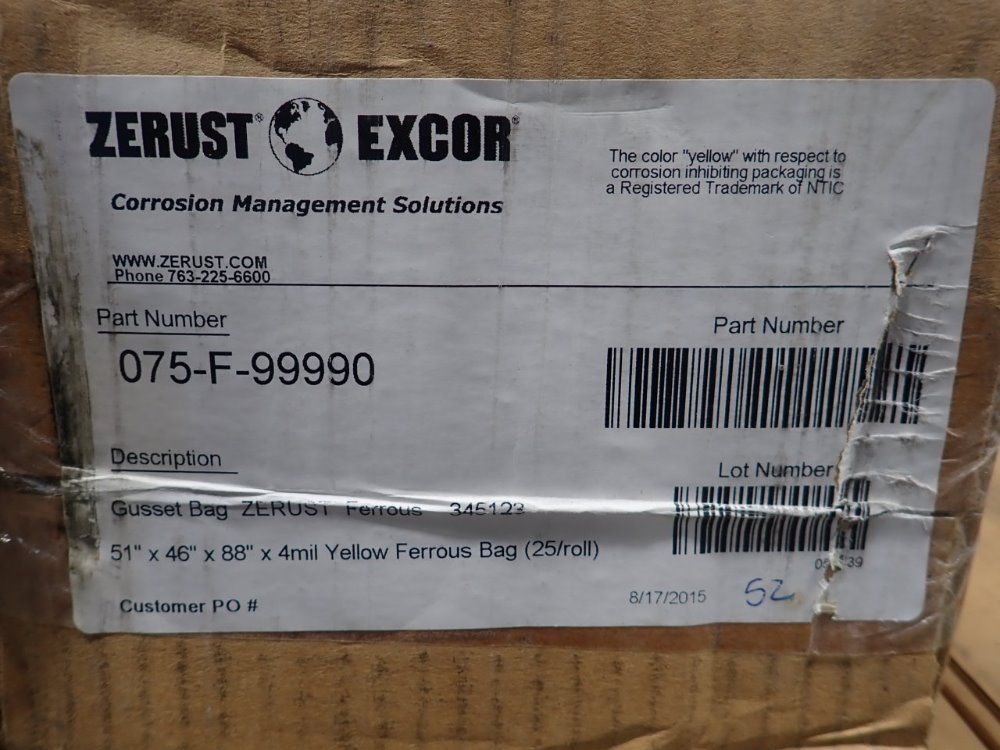 ZERUST® EXCOR®
Corrosion Management Solutions
The color "yellow" with respect to
corrosion inhibiting packaging is
a Registered Trademark of NTIC
WWW.ZERUST.COM
Phone 763-225-6600
Part Number
075-F-99990
Part Number
Description
Lot Number
Gusset Bag ZERUST Ferrous 345123
51" x 46" x 88" x 4mil Yellow Ferrous Bag (25/roll)
Customer PO #
8/17/2015
52